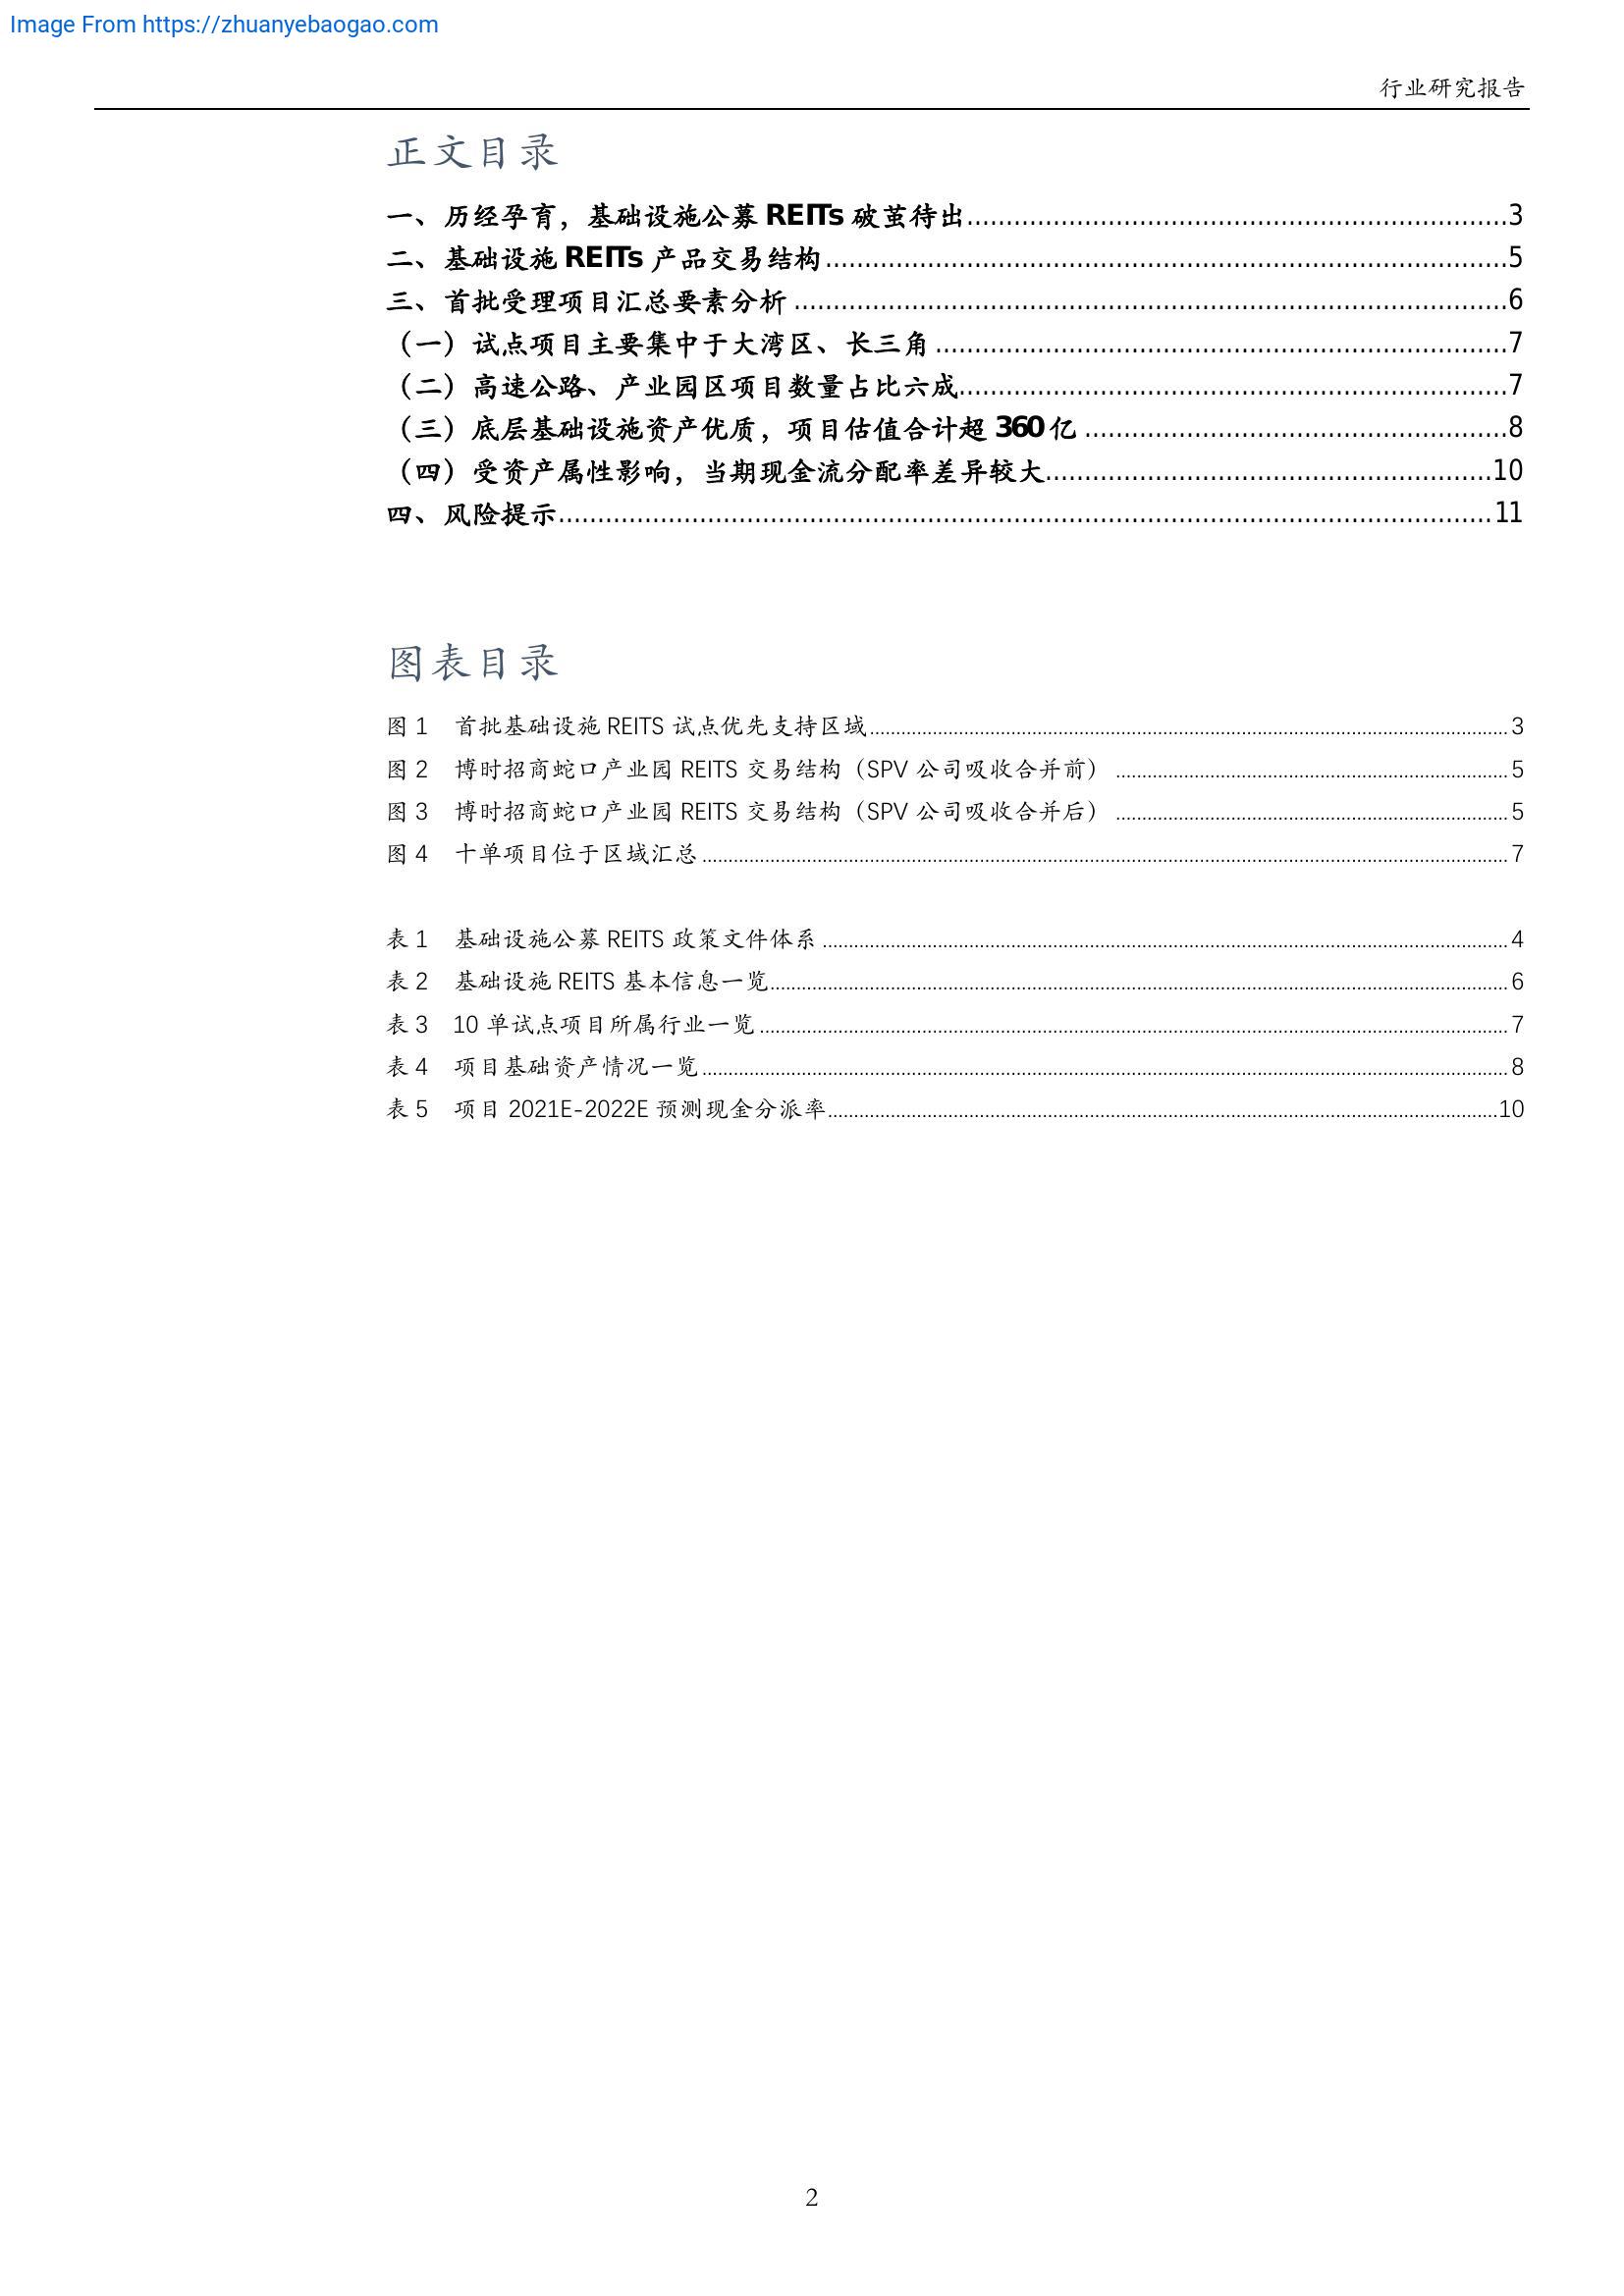 Image From https://zhuanyebaogao.com
行业研究报告
正文目录
一、历经孕育，基础设施公募 REITs 破茧待出........................................3
二、基础设施 REITs 产品交易结构........................................5
三、首批受理项目汇总要素分析........................................6
（一）试点项目主要集中于大湾区、长三角........................................7
（二）高速公路、产业园区项目数量占比六成........................................7
（三）底层基础设施资产优质，项目估值合计超 360 亿........................................8
（四）受资产属性影响，当期现金流分配率差异较大........................................10
四、风险提示........................................11
图表目录
图 1 首批基础设施 REITS 试点优先支持区域........................................3
图 2 博时招商蛇口产业园 REITS 交易结构（SPV 公司吸收合并前）........................................5
图 3 博时招商蛇口产业园 REITS 交易结构（SPV 公司吸收合并后）........................................5
图 4 十单项目位于区域汇总........................................7
表 1 基础设施公募 REITS 政策文件体系........................................4
表 2 基础设施 REITS 基本信息一览........................................6
表 3 10 单试点项目所属行业一览........................................7
表 4 项目基础资产情况一览........................................8
表 5 项目 2021E-2022E 预测现金分派率........................................10
2